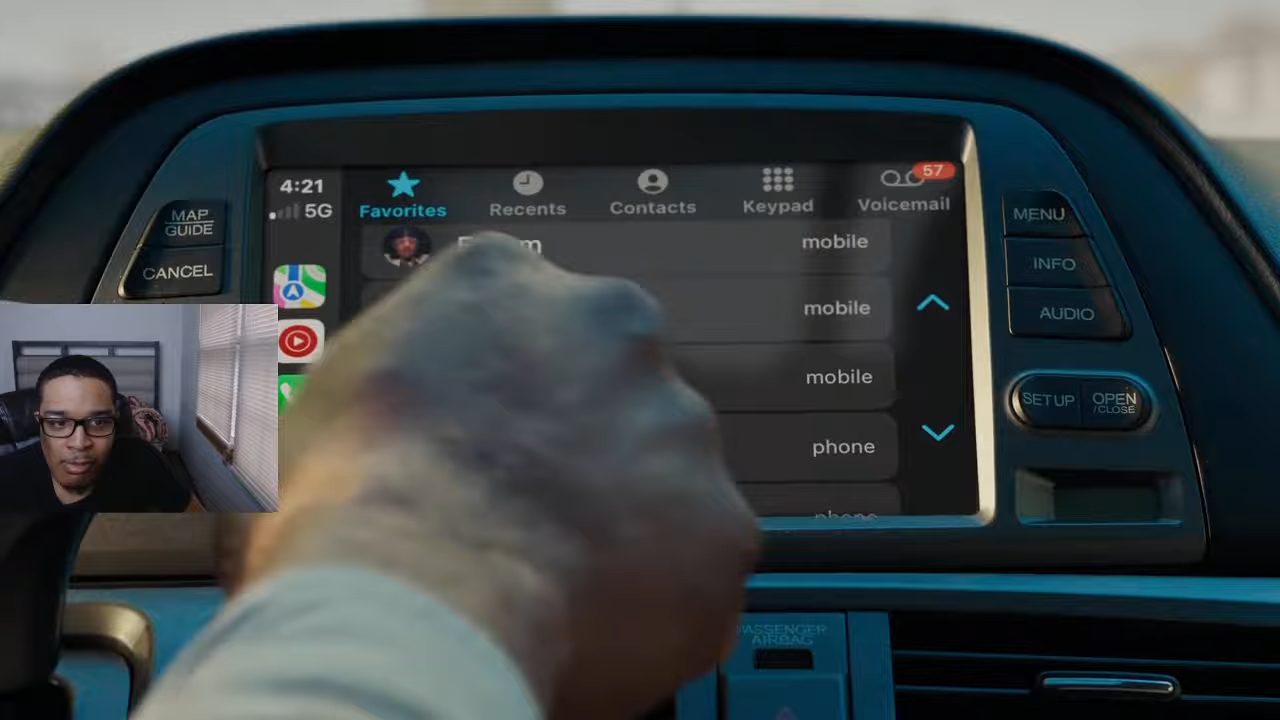 4:21
5G
Favorites
Recents
Contacts
Keypad
57
Voicemail
mobile
mobile
mobile
phone
phone
MAP
GUIDE
CANCEL
MENU
INFO
AUDIO
SETUP
OPEN
/CLOSE
PASSENGER
AIRBAG